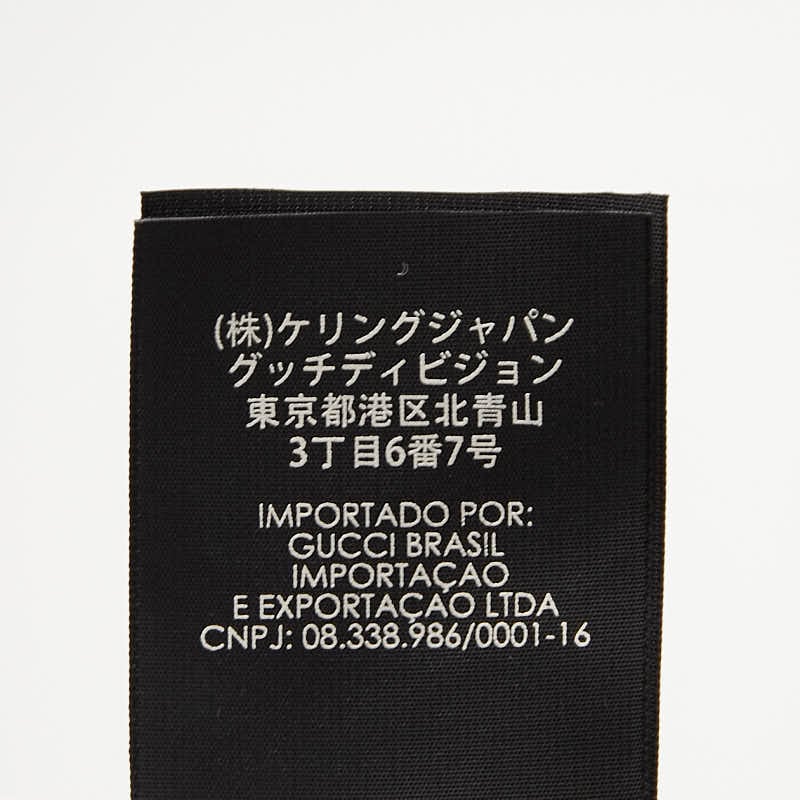 (株)ケリングジャパン
グッチディビジョン
東京都港区北青山
3丁目6番7号
IMPORTADO POR:
GUCCI BRASIL
IMPORTAÇAO
E EXPORTAÇAO LTDA
CNPJ: 08.338.986/0001-16